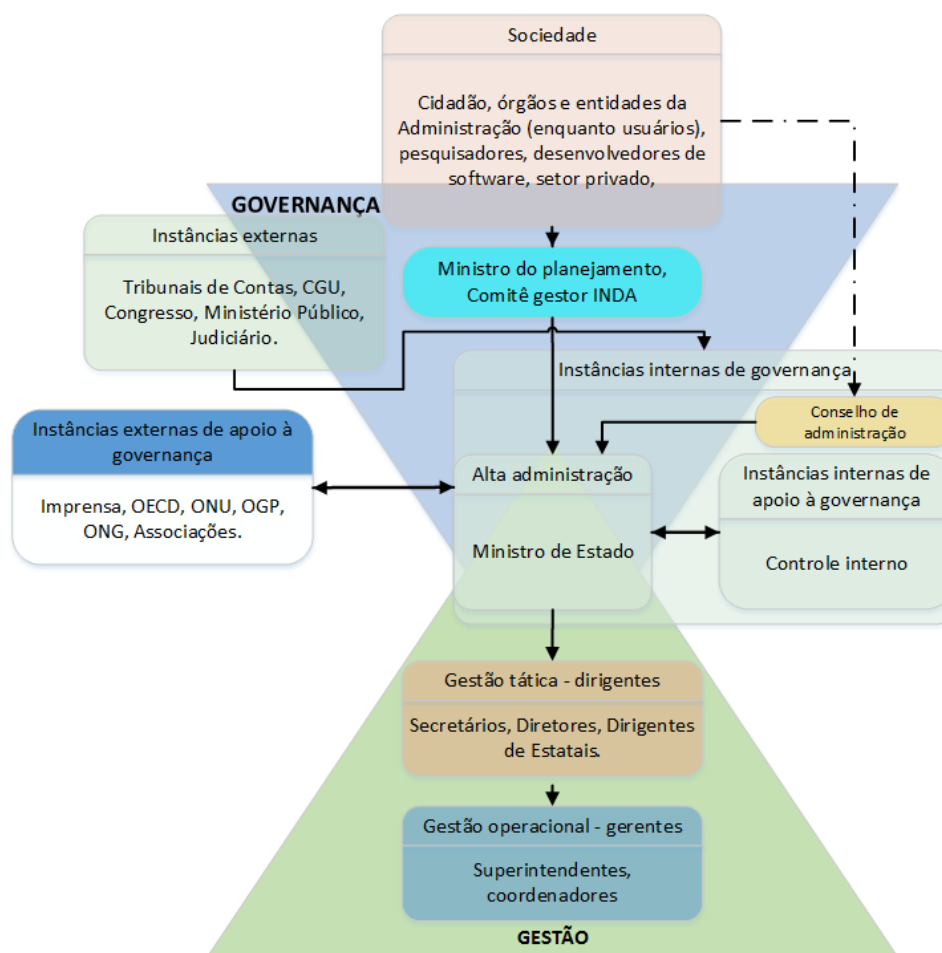 Sociedade
Cidadão, órgãos e entidades da
Administração (enquanto usuários),
pesquisadores, desenvolvedores de
software, setor privado,
GOVERNANÇA
Instâncias externas
Tribunais de Contas, CGU,
Congresso, Ministério Público,
Judiciário.
Ministro do planejamento,
Comitê gestor INDA
Instâncias internas de governança
Conselho de
administração
Instâncias externas de apoio à
governança
Imprensa, OECD, ONU, OGP,
ONG, Associações.
Alta administração
Ministro de Estado
Instâncias internas de
apoio à governança
Controle interno
Gestão tática - dirigentes
Secretários, Diretores, Dirigentes
de Estatais.
Gestão operacional - gerentes
Superintendentes,
coordenadores
GESTÃO